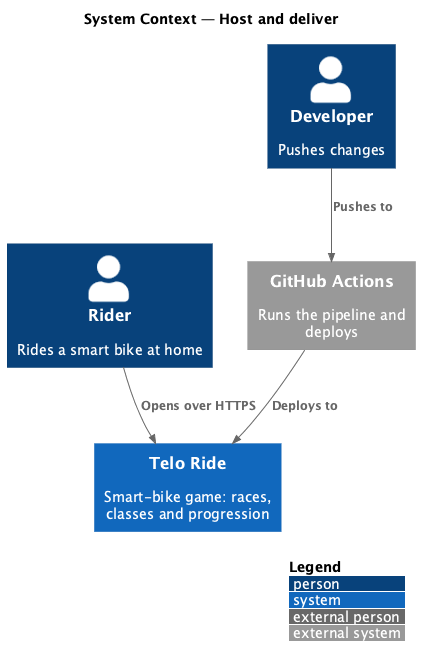 System Context — Host and deliver
Developer
Pushes changes
Pushes to
GitHub Actions
Runs the pipeline and
deploys
Rider
Rides a smart bike at home
Opens over HTTPS
Deploys to
Telo Ride
Smart-bike game: races,
classes and progression
Legend
person
system
external person
external system